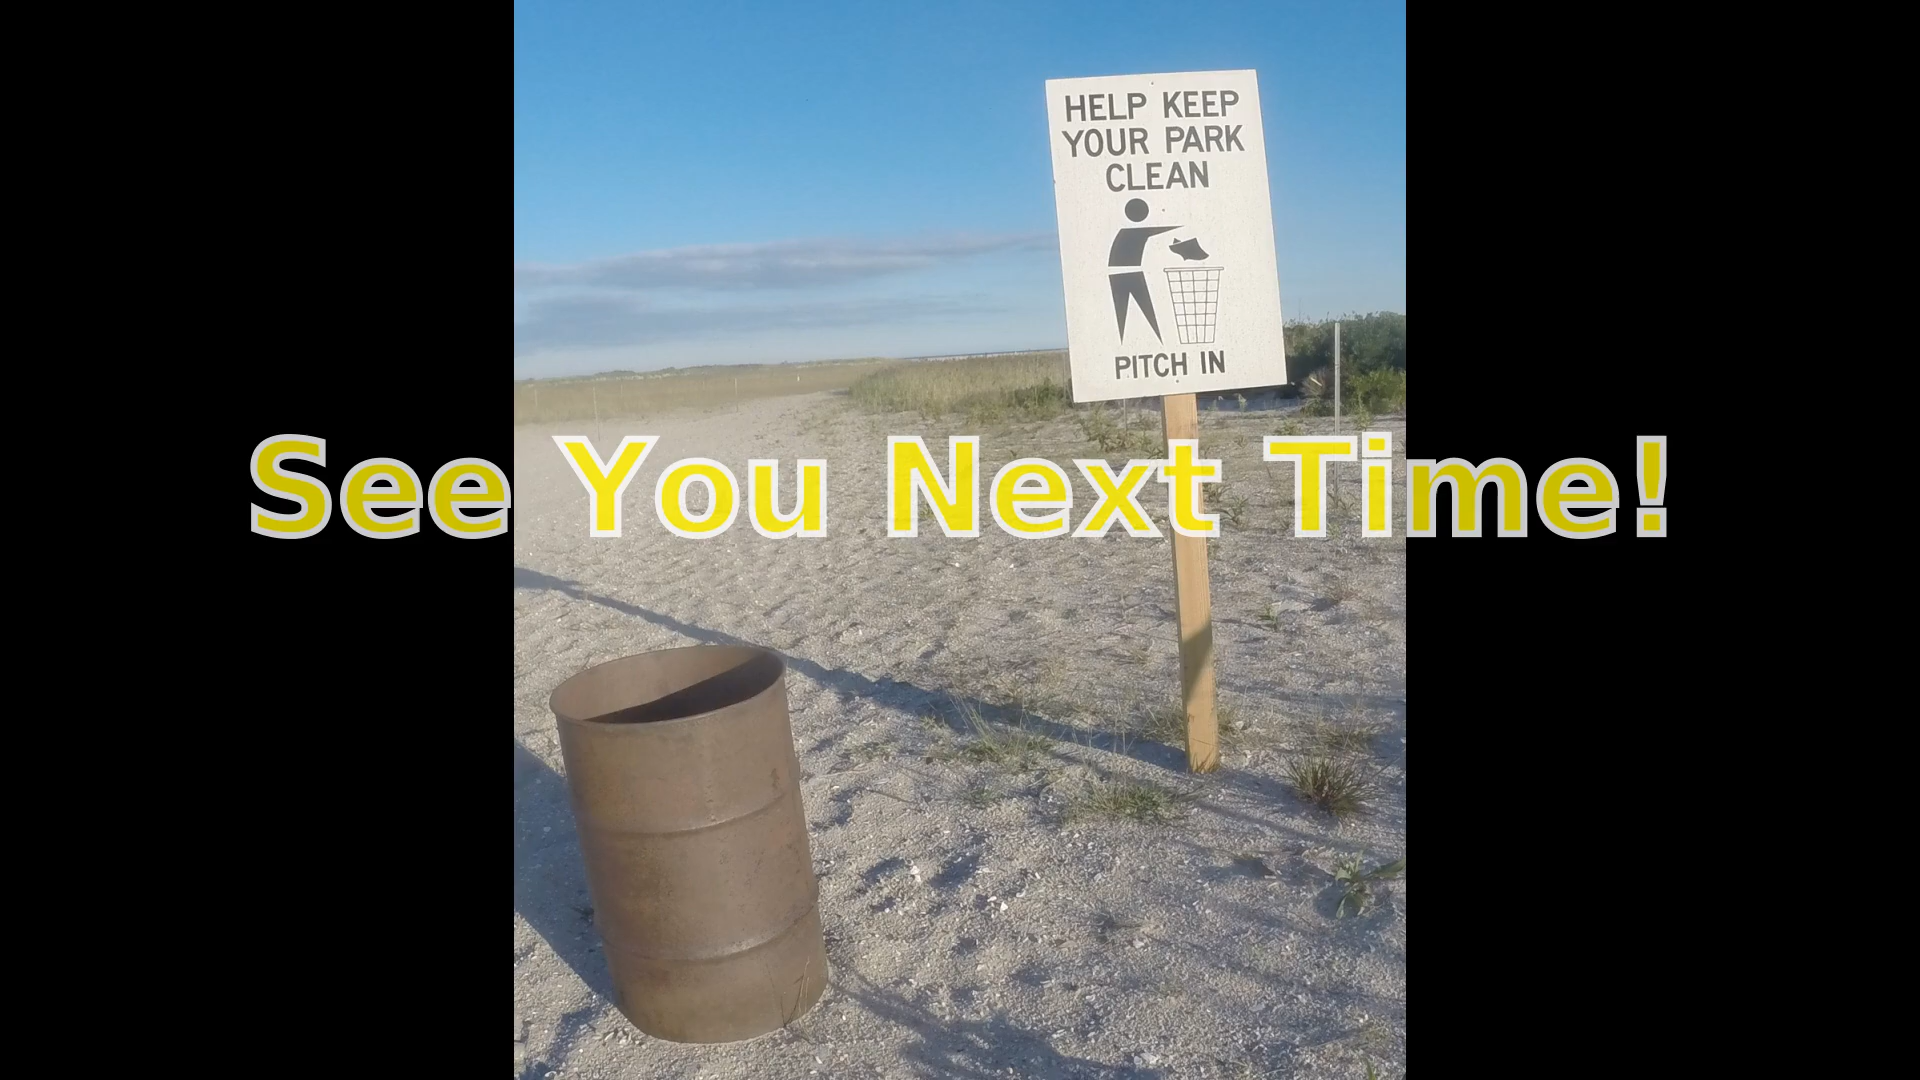 HELP KEEP
YOUR PARK
CLEAN
PITCH IN
See You Next Time!